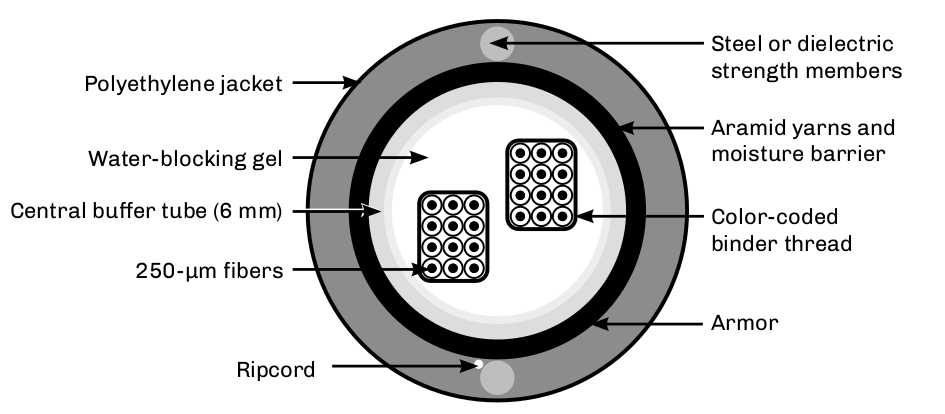 Steel or dielectric
strength members
Polyethylene jacket
Aramid yarns and
moisture barrier
Water-blocking gel
Central buffer tube (6 mm)
Color-coded
binder thread
250-µm fibers
Armor
Ripcord